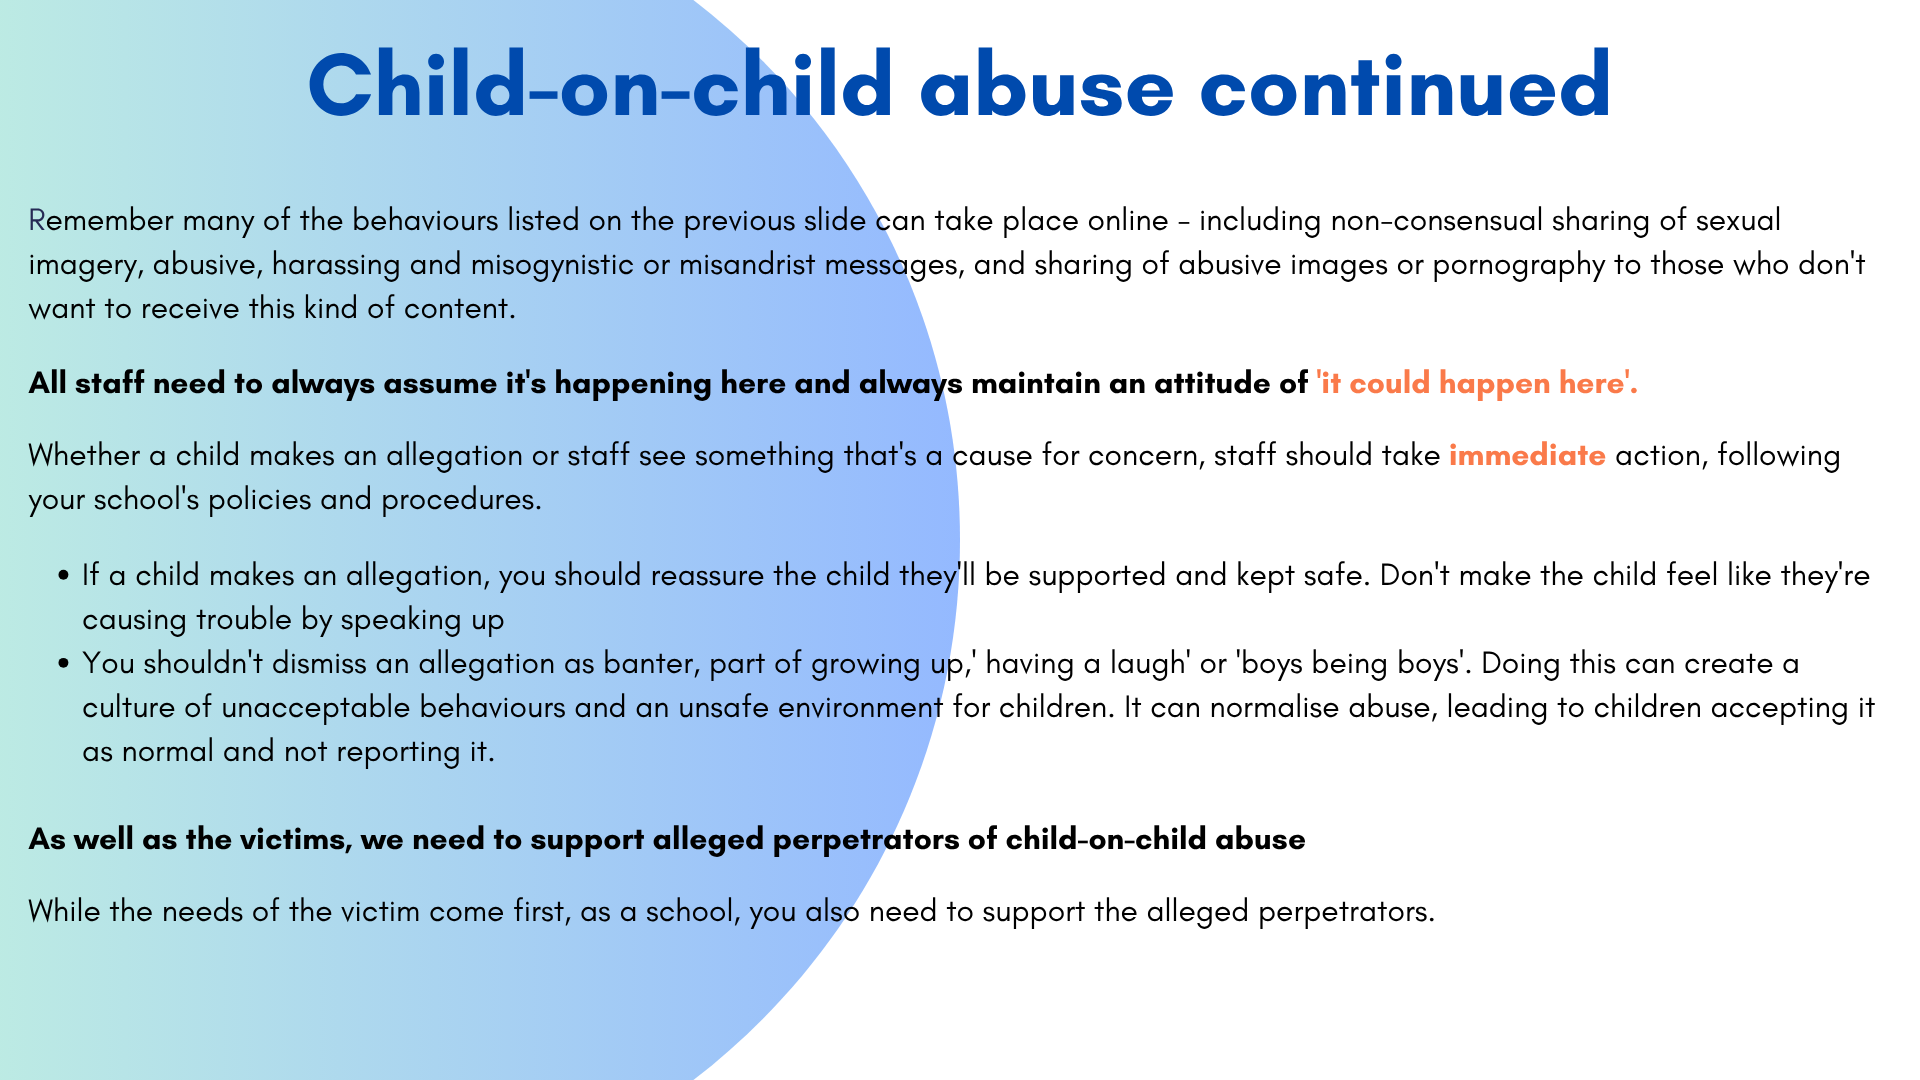 Child-on-child abuse continued
Remember many of the behaviours listed on the previous slide can take place online - including non-consensual sharing of sexual
imagery, abusive, harassing and misogynistic or misandrist messages, and sharing of abusive images or pornography to those who don't
want to receive this kind of content.
All staff need to always assume it's happening here and always maintain an attitude of 'it could happen here'.
Whether a child makes an allegation or staff see something that's a cause for concern, staff should take immediate action, following
your school's policies and procedures.
• If a child makes an allegation, you should reassure the child they'll be supported and kept safe. Don't make the child feel like they're
causing trouble by speaking up
• You shouldn't dismiss an allegation as banter, part of growing up,' having a laugh' or 'boys being boys'. Doing this can create a
culture of unacceptable behaviours and an unsafe environment for children. It can normalise abuse, leading to children accepting it
as normal and not reporting it.
As well as the victims, we need to support alleged perpetrators of child-on-child abuse
While the needs of the victim come first, as a school, you also need to support the alleged perpetrators.